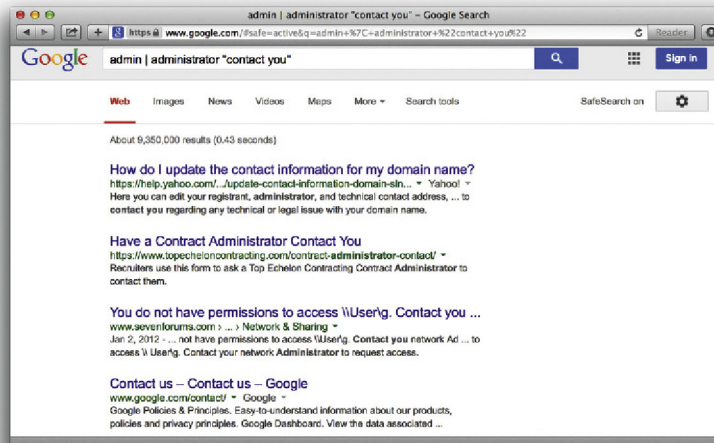 admin | administrator "contact you" – Google Search
https www.google.com/#safe=active&q=admin+%7C+administrator+%22contact+you%22 Reader
Google admin | administrator "contact you" Sign in
Web Images News Videos Maps More Search tools SafeSearch on
About 9,350,000 results (0.43 seconds)
How do I update the contact information for my domain name?
https://help.yahoo.com/.../update-contact-information-domain-sln... Yahoo!
Here you can edit your registrant, administrator, and technical contact address, ... to
contact you regarding any technical or legal issue with your domain name.
Have a Contract Administrator Contact You
https://www.topecheloncontracting.com/contract-administrator-contact/
Recruiters use this form to ask a Top Echelon Contracting Contract Administrator to
contact them.
You do not have permissions to access \\User\g. Contact you ...
www.sevenforums.com › ... › Network & Sharing
Jan 2, 2012 - ... not have permissions to access \\User\g. Contact you network Ad ... to
access \\ User\g. Contact your network Administrator to request access.
Contact us – Contact us – Google
www.google.com/contact/ Google
Google Policies & Principles. Easy-to-understand information about our products,
policies and privacy principles. Google Dashboard. View the data associated ...